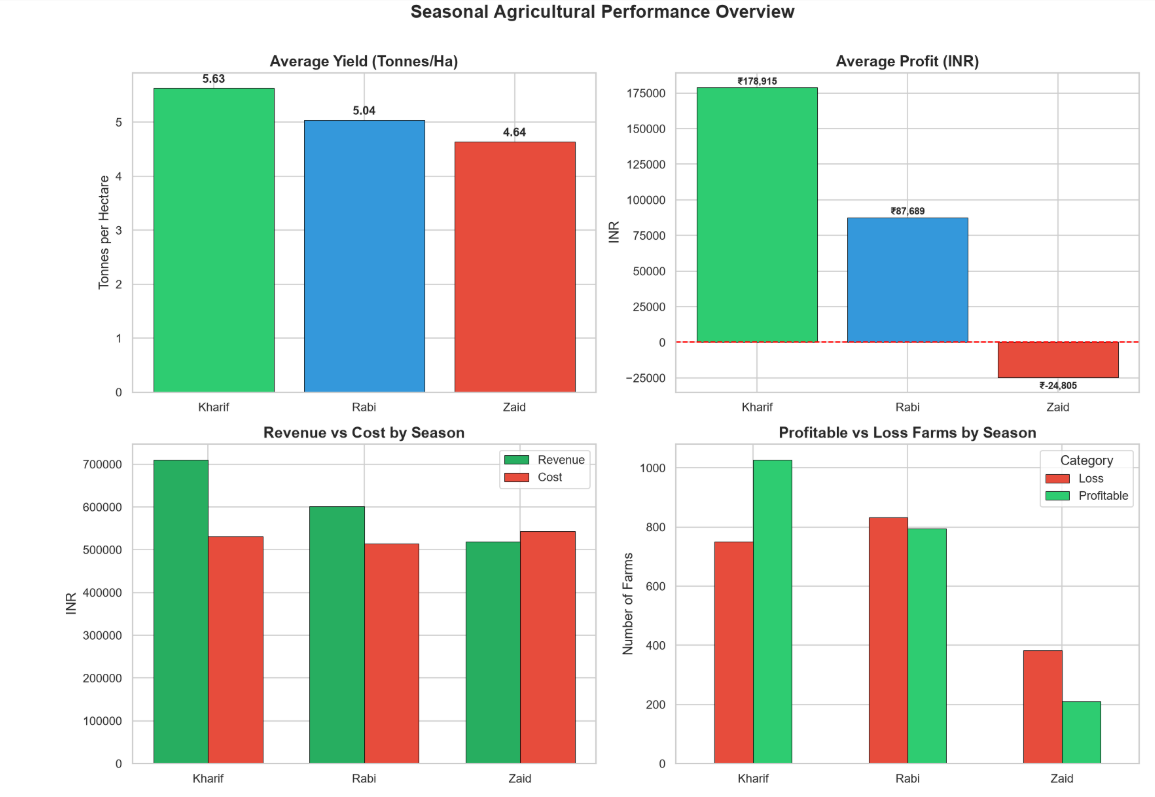 Seasonal Agricultural Performance Overview
Average Yield (Tonnes/Ha)
Tonnes per Hectare
5
4
3
2
1
0
5.63
5.04
4.64
Kharif
Rabi
Zaid
Average Profit (INR)
INR
175000
150000
125000
100000
75000
50000
25000
0
−25000
₹178,915
₹87,689
₹-24,805
Kharif
Rabi
Zaid
Revenue vs Cost by Season
INR
700000
600000
500000
400000
300000
200000
100000
0
Revenue
Cost
Kharif
Rabi
Zaid
Profitable vs Loss Farms by Season
Number of Farms
1000
800
600
400
200
0
Category
Loss
Profitable
Kharif
Rabi
Zaid